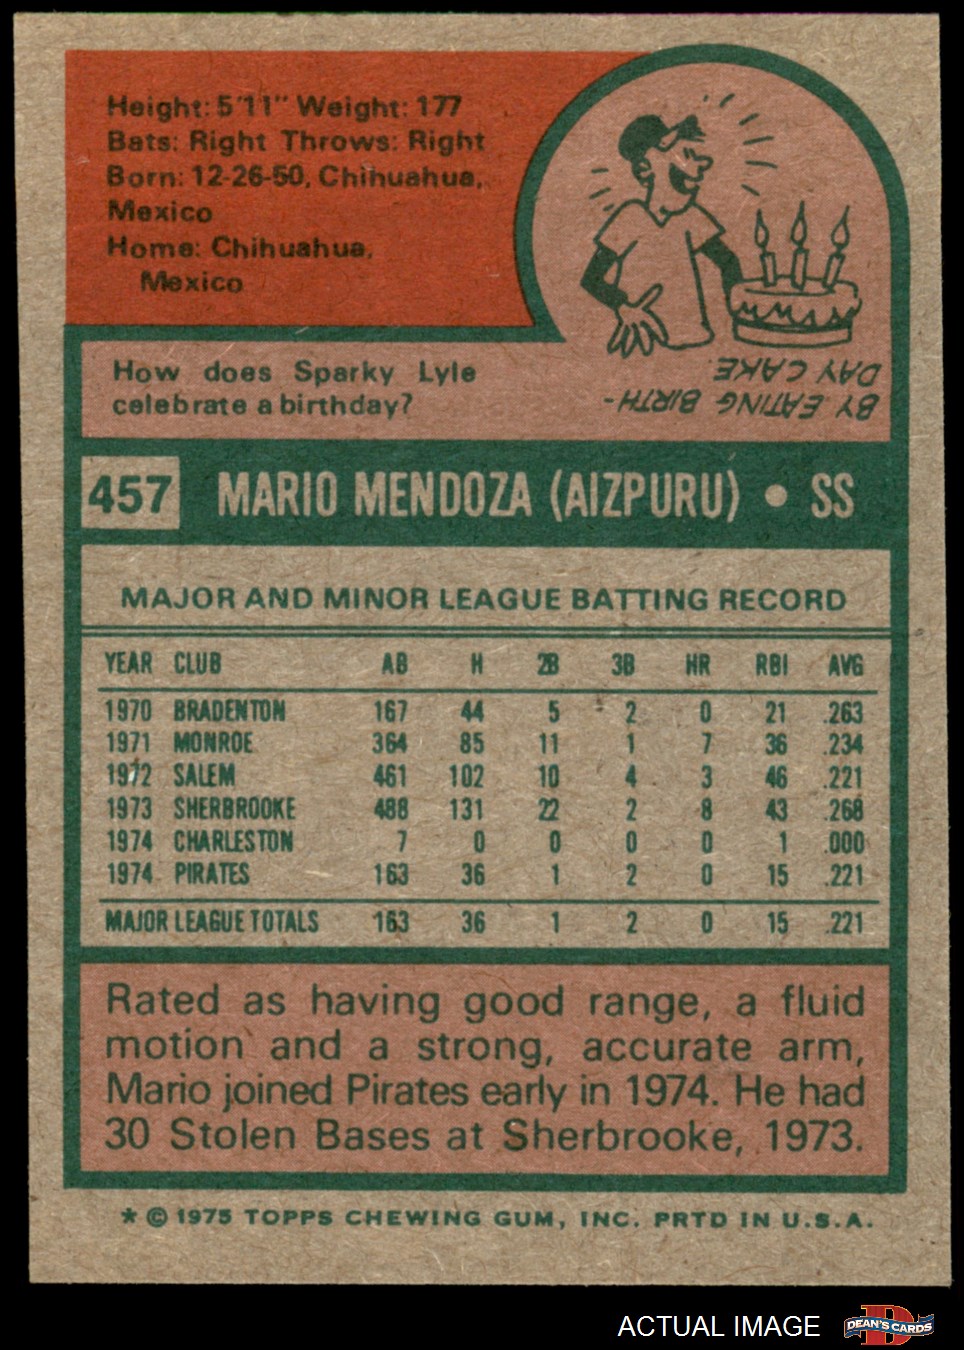 Height: 5'11" Weight: 177
Bats: Right Throws: Right
Born: 12-26-50, Chihuahua,
Mexico
Home: Chihuahua,
Mexico
How does Sparky Lyle
celebrate a birthday?
BY EATING BIRTH-
DAY CAKE.
457 MARIO MENDOZA (AIZPURU) • SS
MAJOR AND MINOR LEAGUE BATTING RECORD
YEAR CLUB AB H 2B 3B HR RBI AVG
1970 BRADENTON 167 44 5 2 0 21 .263
1971 MONROE 364 85 11 1 7 36 .234
1972 SALEM 461 102 10 4 3 46 .221
1973 SHERBROOKE 488 131 22 2 8 43 .268
1974 CHARLESTON 7 0 0 0 0 1 .000
1974 PIRATES 163 36 1 2 0 15 .221
MAJOR LEAGUE TOTALS 163 36 1 2 0 15 .221
Rated as having good range, a fluid
motion and a strong, accurate arm,
Mario joined Pirates early in 1974. He had
30 Stolen Bases at Sherbrooke, 1973.
* © 1975 TOPPS CHEWING GUM, INC. PRTD IN U.S.A.
ACTUAL IMAGE
D
DEAN'S CARDS